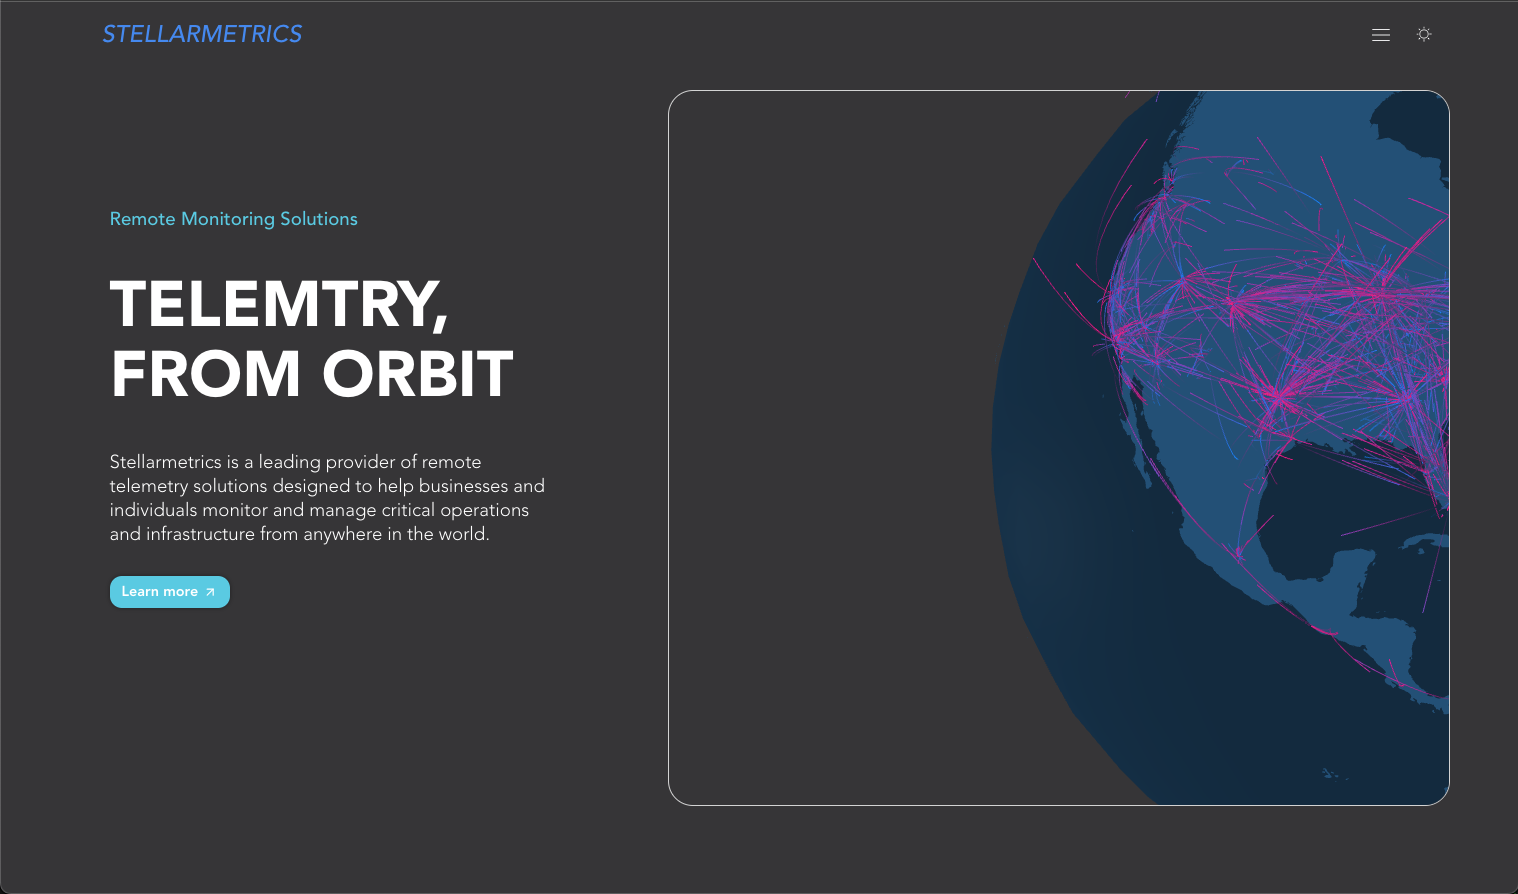 STELLARMETRICS
Remote Monitoring Solutions
TELEMTRY,
FROM ORBIT
Stellarmetrics is a leading provider of remote
telemetry solutions designed to help businesses and
individuals monitor and manage critical operations
and infrastructure from anywhere in the world.
Learn more